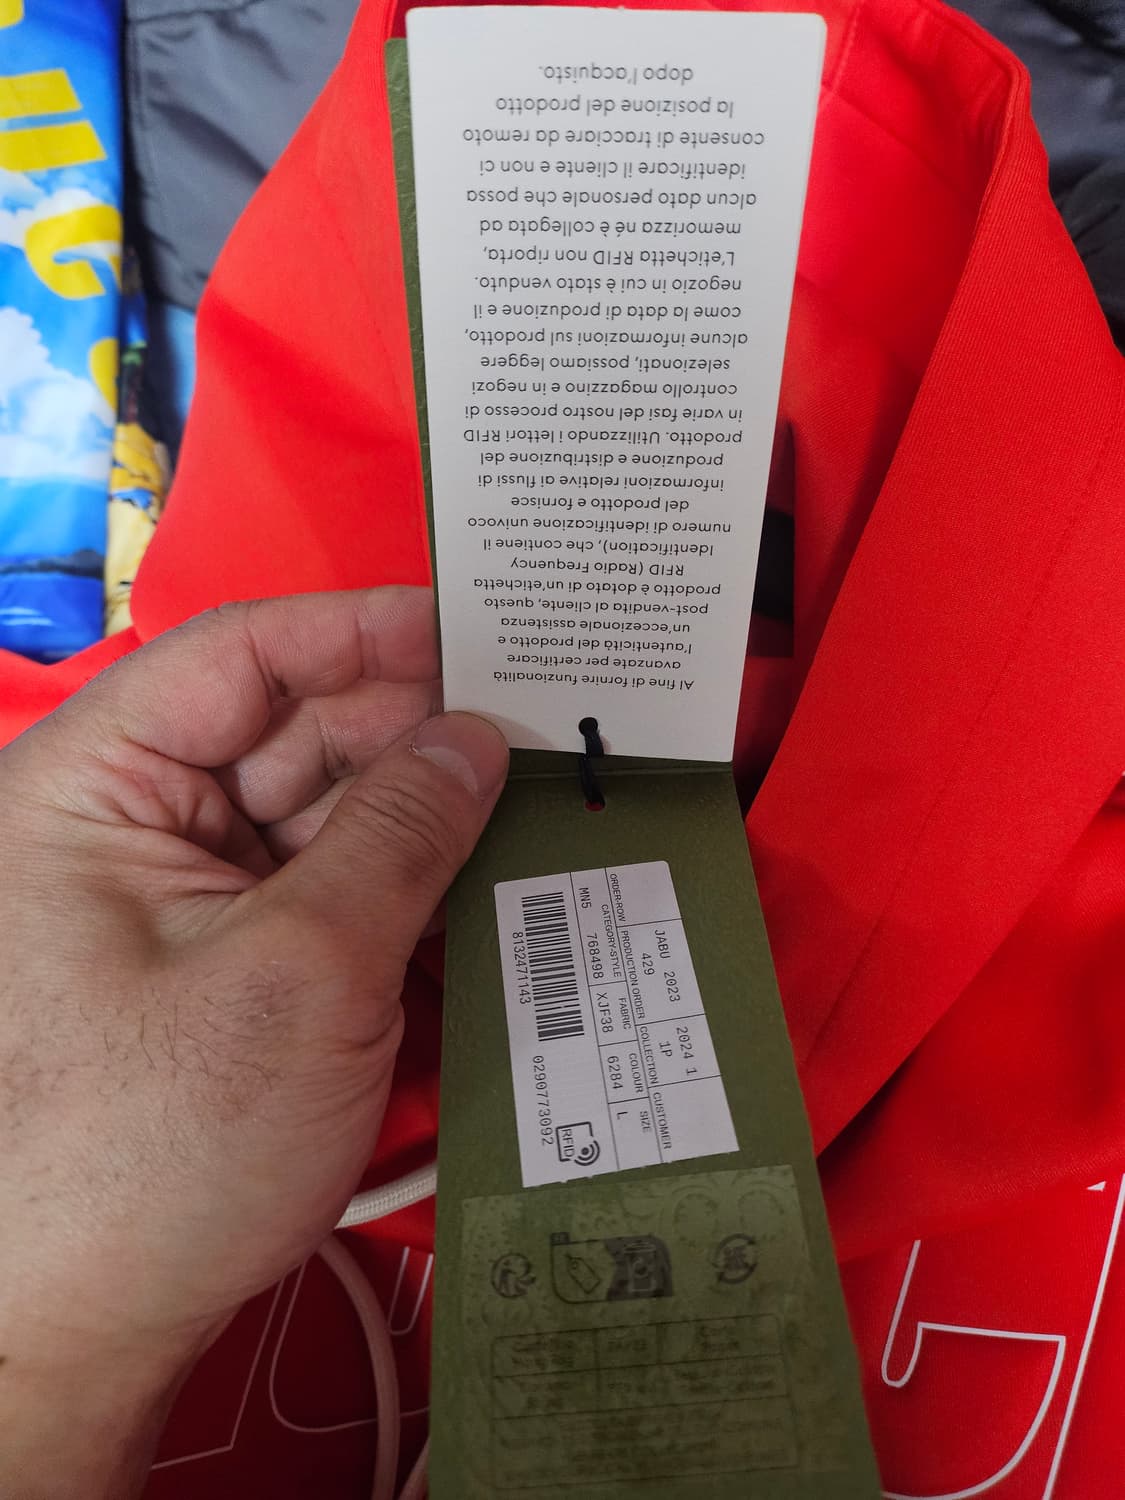 Al fine di fornire funzionalità
avanzate per certificare
l'autenticità del prodotto e
un'eccezionale assistenza
post-vendita al cliente, questo
prodotto è dotato di un'etichetta
RFID (Radio Frequency
Identification), che contiene il
numero di identificazione univoco
del prodotto e fornisce
informazioni relative ai flussi di
produzione e distribuzione del
prodotto. Utilizzando i lettori RFID
in varie fasi del nostro processo di
controllo magazzino e in negozi
selezionati, possiamo leggere
alcune informazioni sul prodotto,
come la data di produzione e il
negozio in cui è stato venduto.
L'etichetta RFID non riporta,
memorizza né è collegata ad
alcun dato personale che possa
identificare il cliente e non ci
consente di tracciare da remoto
la posizione del prodotto
dopo l'acquisto.
JABU 2023 2024 1
429 1P
ORDER-ROW PRODUCTION ORDER COLLECTION CUSTOMER
CATEGORY-STYLE FABRIC COLOUR SIZE
MN5 768498 XJF38 6284 L
8132471143 0290773092
RFID